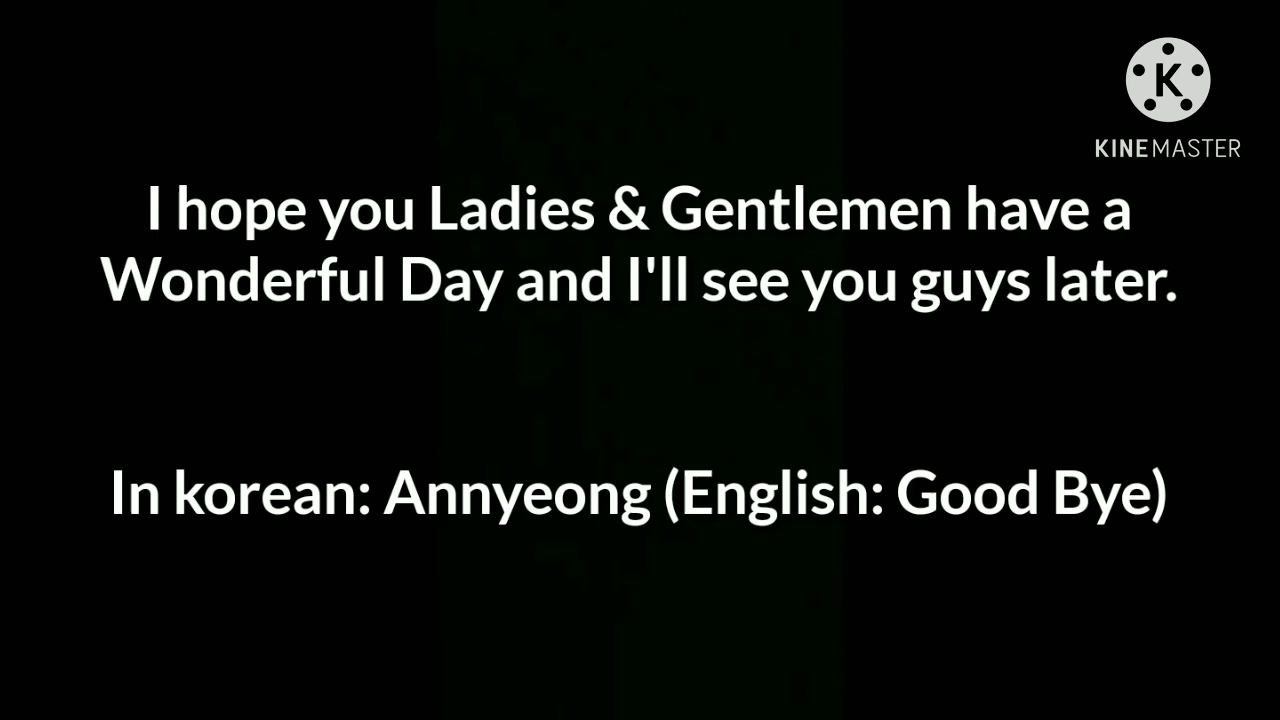 K
KINEMASTER
I hope you Ladies & Gentlemen have a
Wonderful Day and I'll see you guys later.
In korean: Annyeong (English: Good Bye)